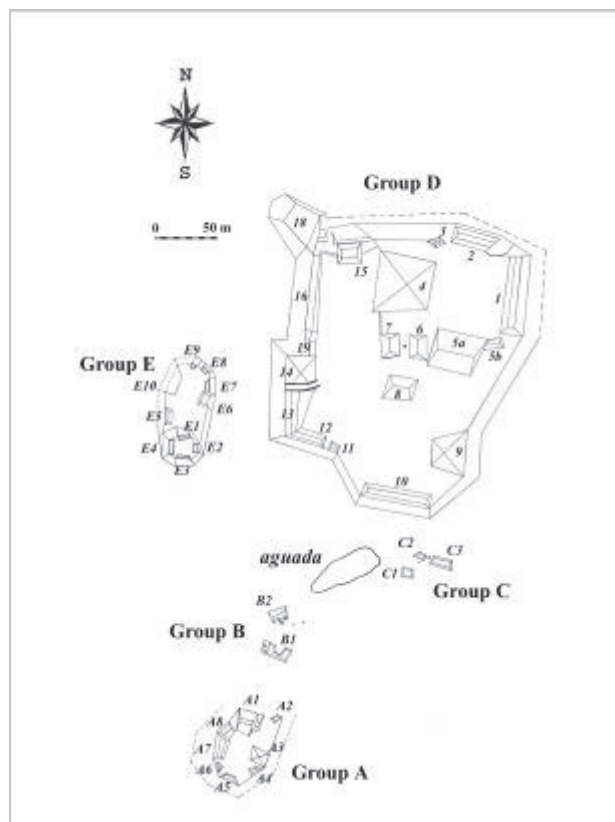 N
S
0 50 m
Group D
18
3
2
15
4
1
16
7
6
5a
5b
19
14
8
13
12
11
9
10
Group E
E9
E8
E10
E7
E6
E5
E1
E4
E2
E3
aguada
C2
C3
C1
Group C
B2
Group B
B1
A1
A2
A8
A7
A3
A6
A4
A5
Group A